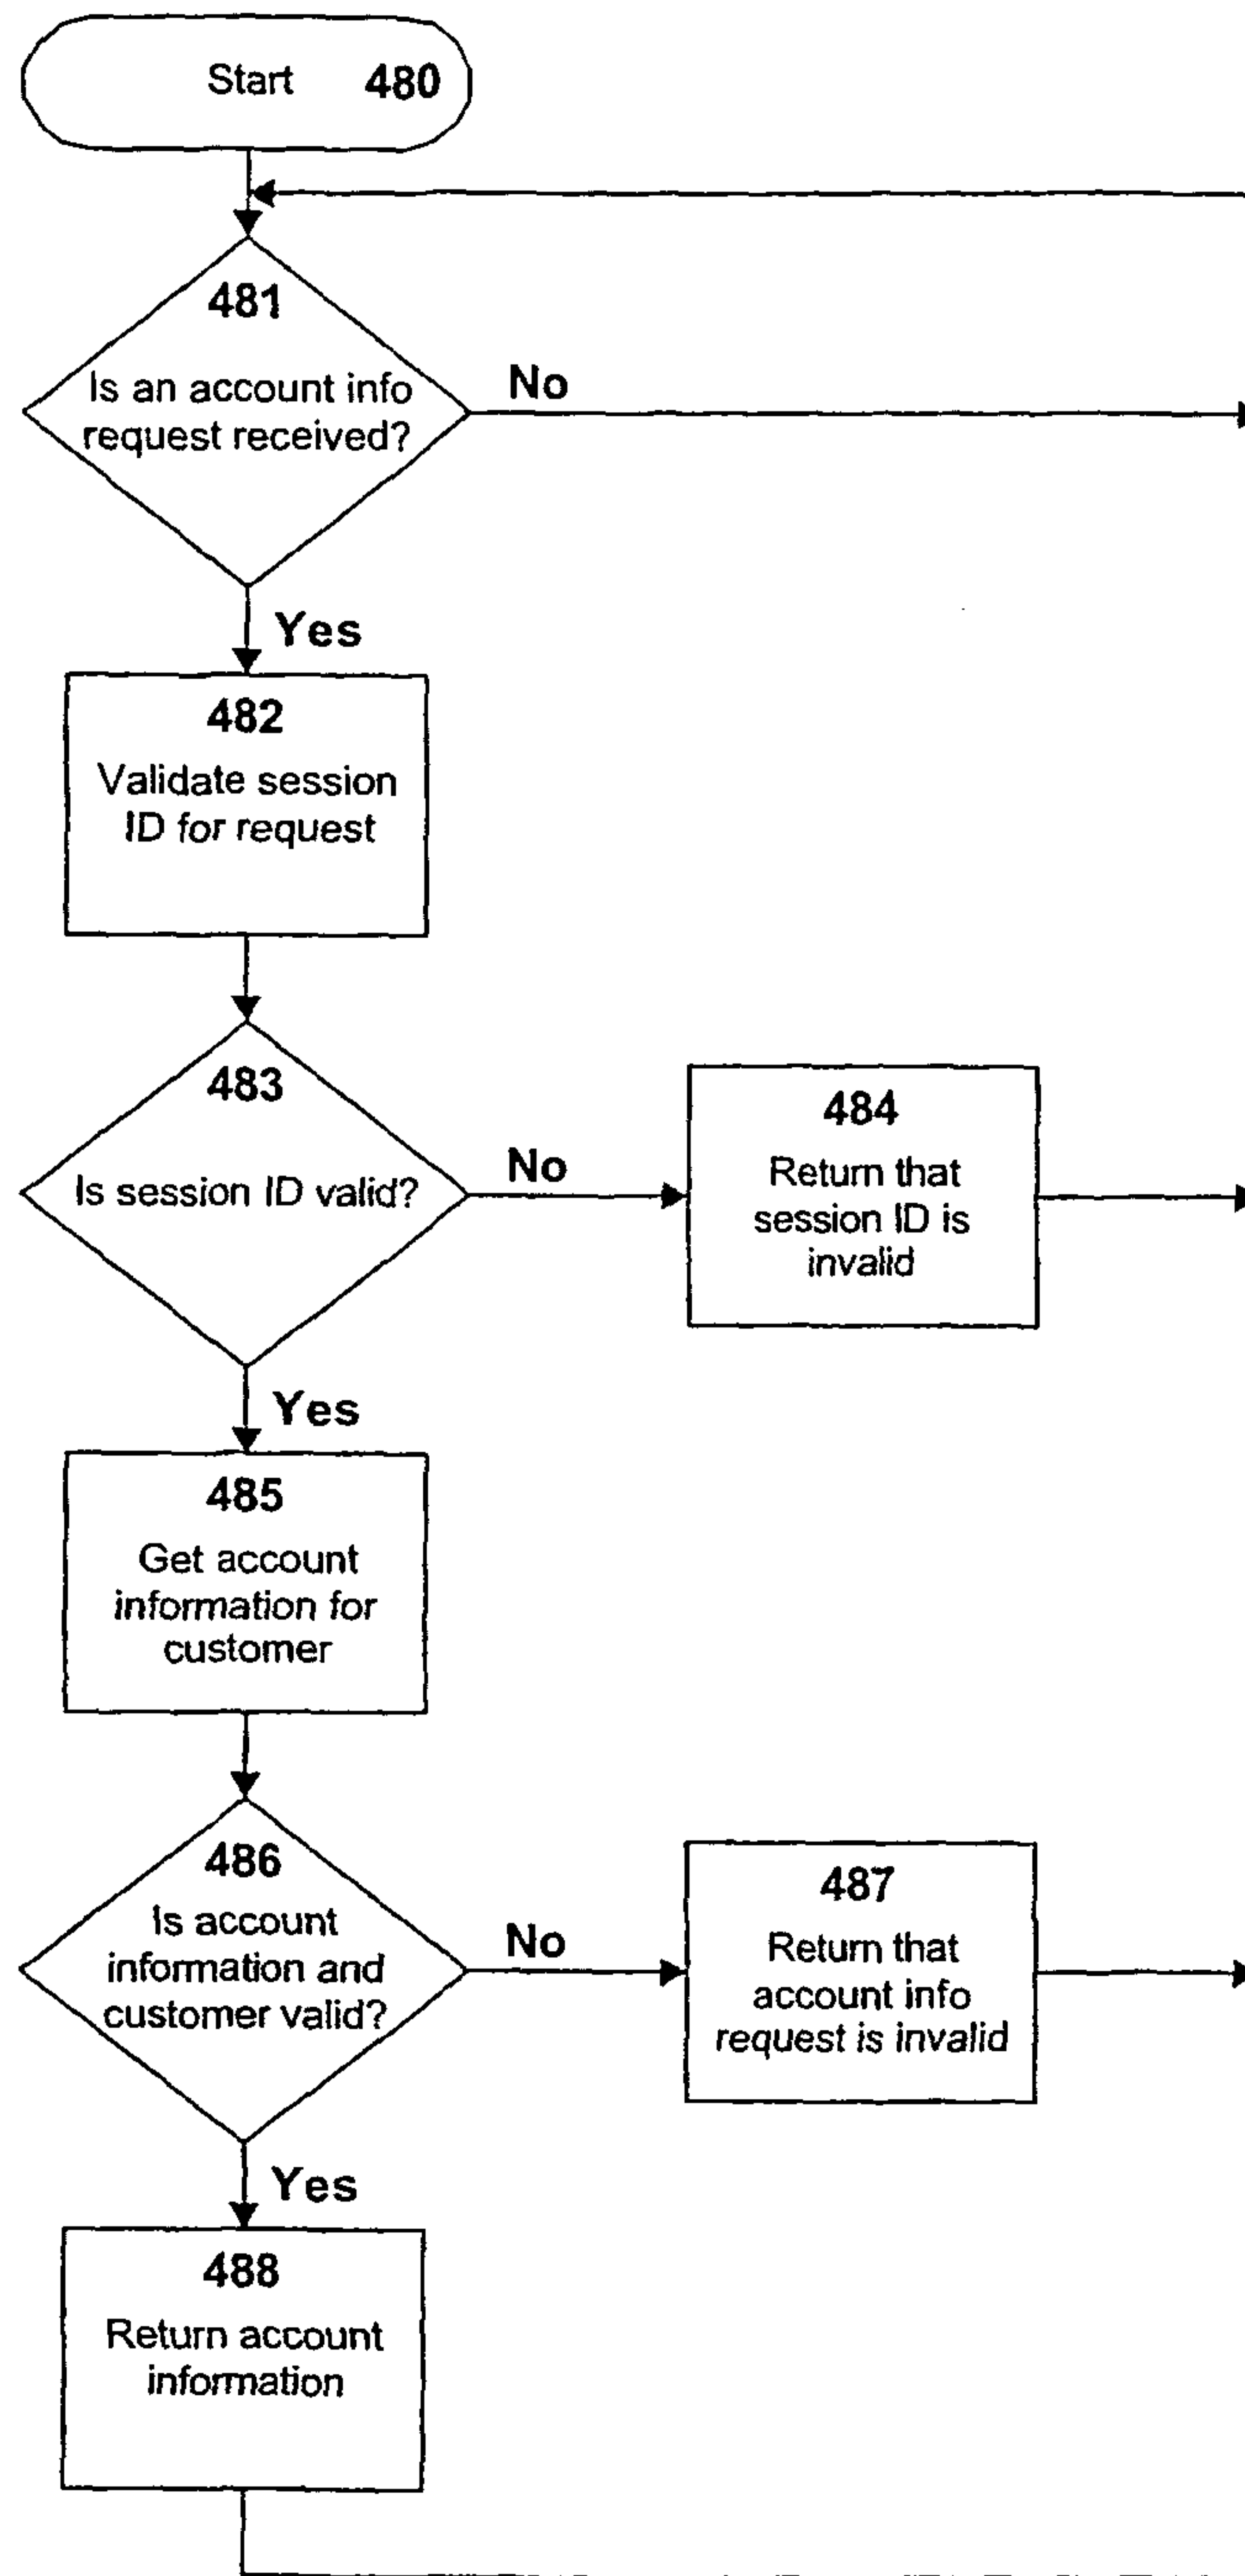 Start 480
481
Is an account info
request received?
No
Yes
482
Validate session
ID for request
483
Is session ID valid?
No
484
Return that
session ID is
invalid
Yes
485
Get account
information for
customer
486
Is account
information and
customer valid?
No
487
Return that
account info
request is invalid
Yes
488
Return account
information